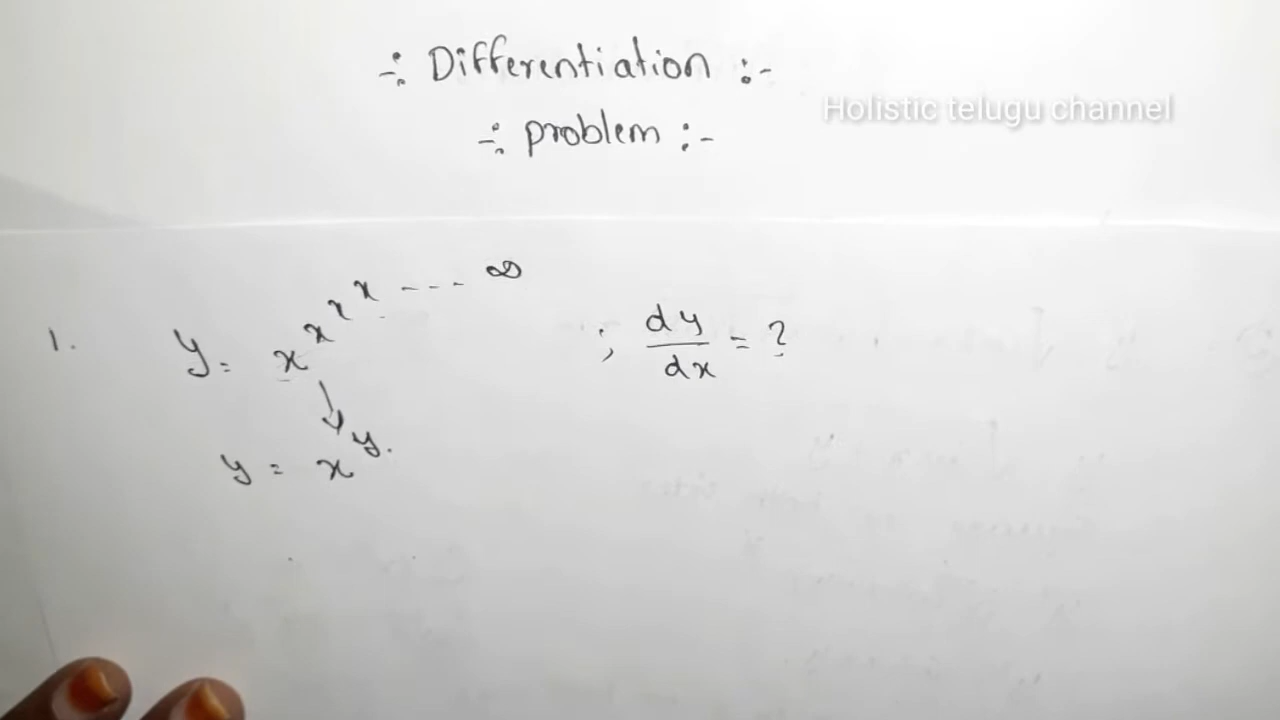 -: Differentiation :-
Holistic telugu channel
-: problem :-
1. y = x^x^x^x --- ∞ ; dy/dx = ?
↓
y = x^y.